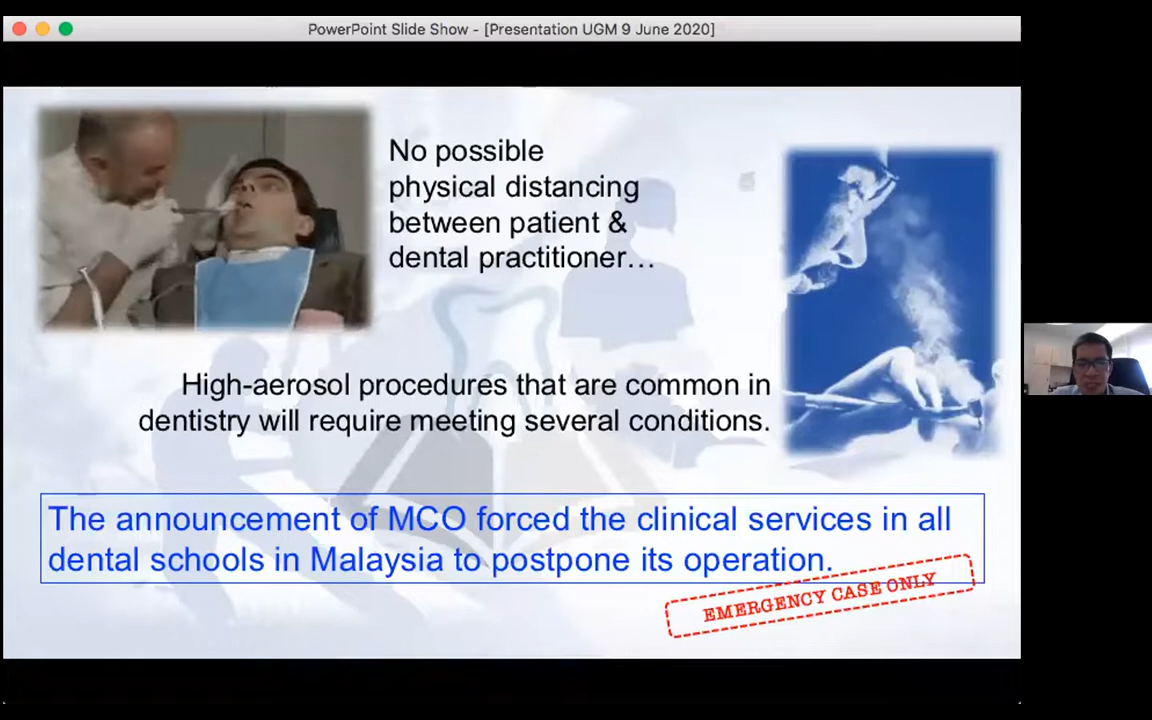 PowerPoint Slide Show - [Presentation UGM 9 June 2020]
No possible
physical distancing
between patient &
dental practitioner…
High-aerosol procedures that are common in
dentistry will require meeting several conditions.
The announcement of MCO forced the clinical services in all
dental schools in Malaysia to postpone its operation.
EMERGENCY CASE ONLY